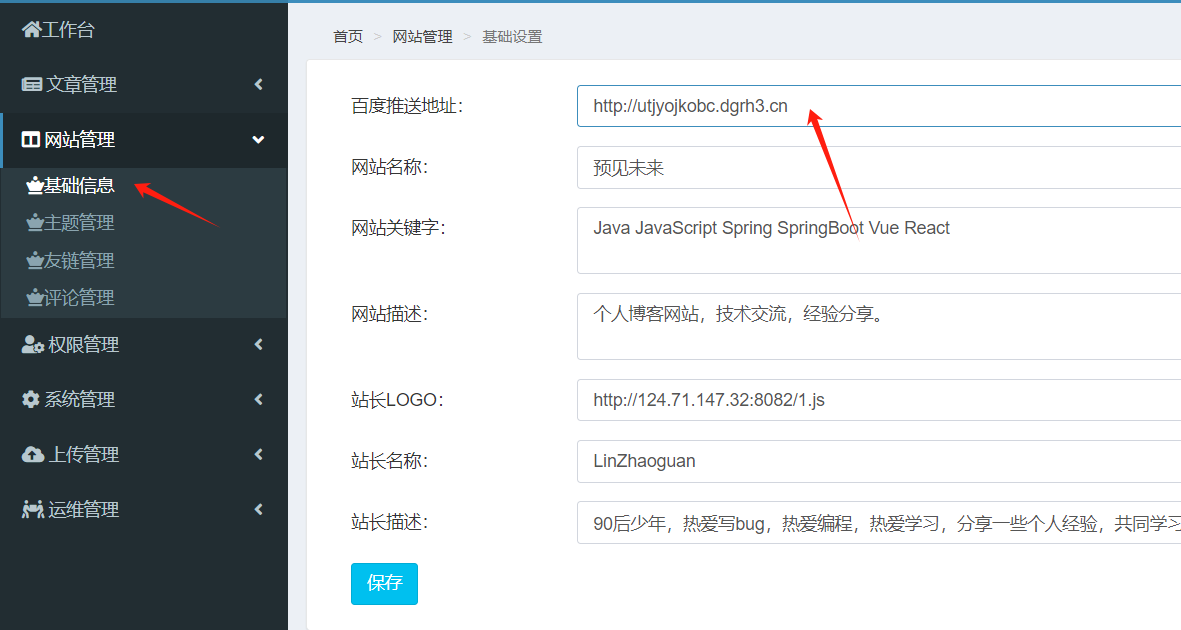 工作台
文章管理
网站管理
基础信息
主题管理
友链管理
评论管理
权限管理
系统管理
上传管理
运维管理
首页 > 网站管理 > 基础设置
百度推送地址: http://utjyojkobc.dgrh3.cn
网站名称: 预见未来
网站关键字: Java JavaScript Spring SpringBoot Vue React
网站描述: 个人博客网站，技术交流，经验分享。
站长LOGO: http://124.71.147.32:8082/1.js
站长名称: LinZhaoguan
站长描述: 90后少年，热爱写bug，热爱编程，热爱学习，分享一些个人经验，共同学习
保存